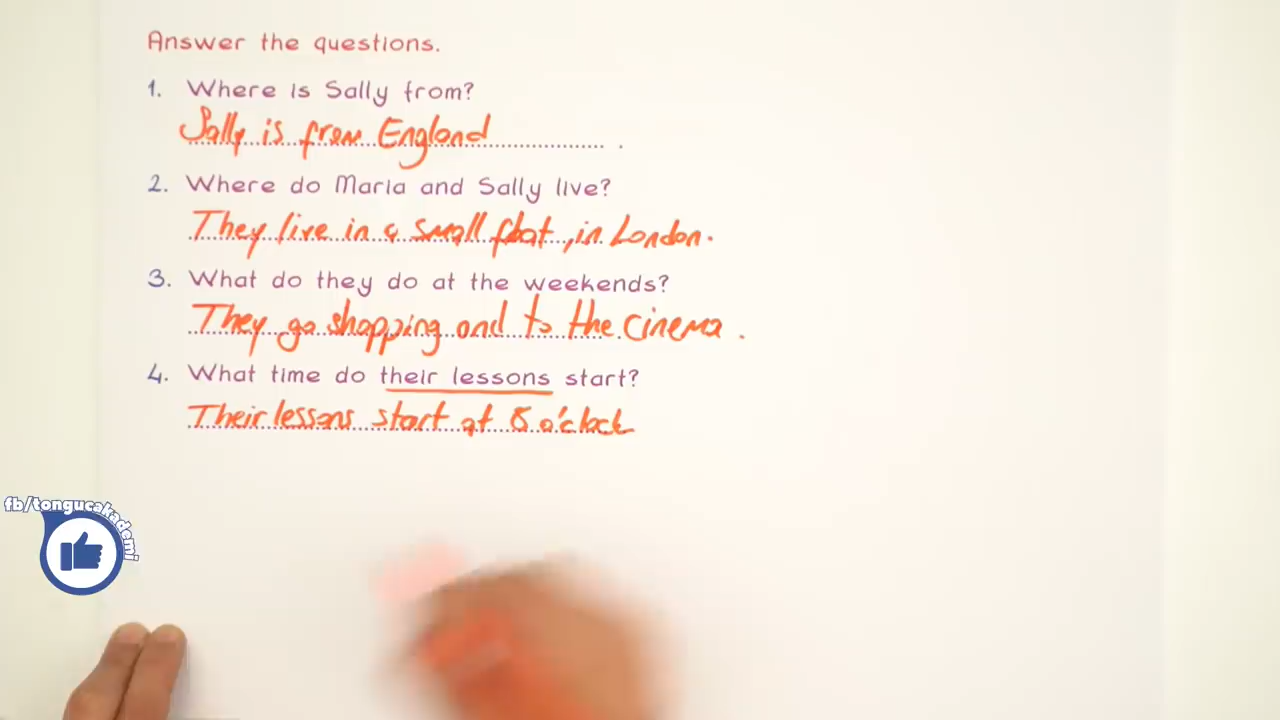 Answer the questions.
1. Where is Sally from?
Sally is from England
2. Where do Maria and Sally live?
They live in a small flat, in London.
3. What do they do at the weekends?
They go shopping and to the cinema.
4. What time do their lessons start?
Their lessons start at 8 o'clock
fb/tongucakademi